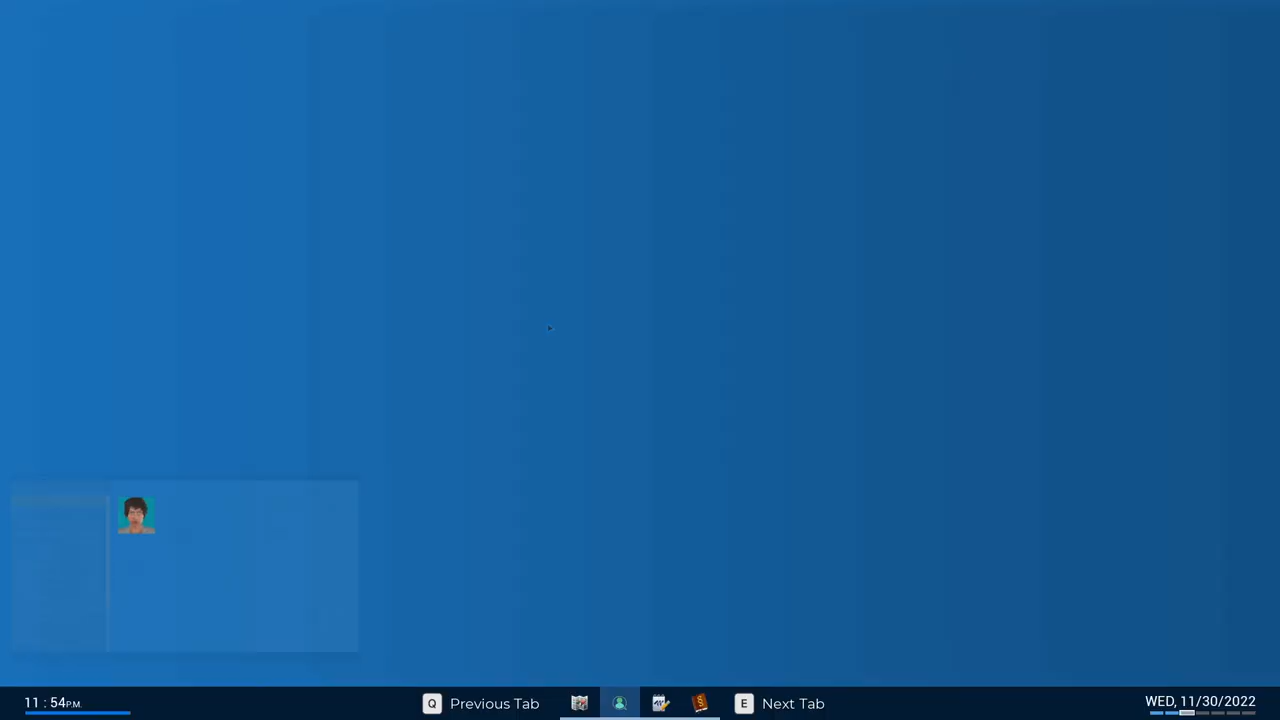 11 : 54P.M.
Q Previous Tab
E Next Tab
WED, 11/30/2022